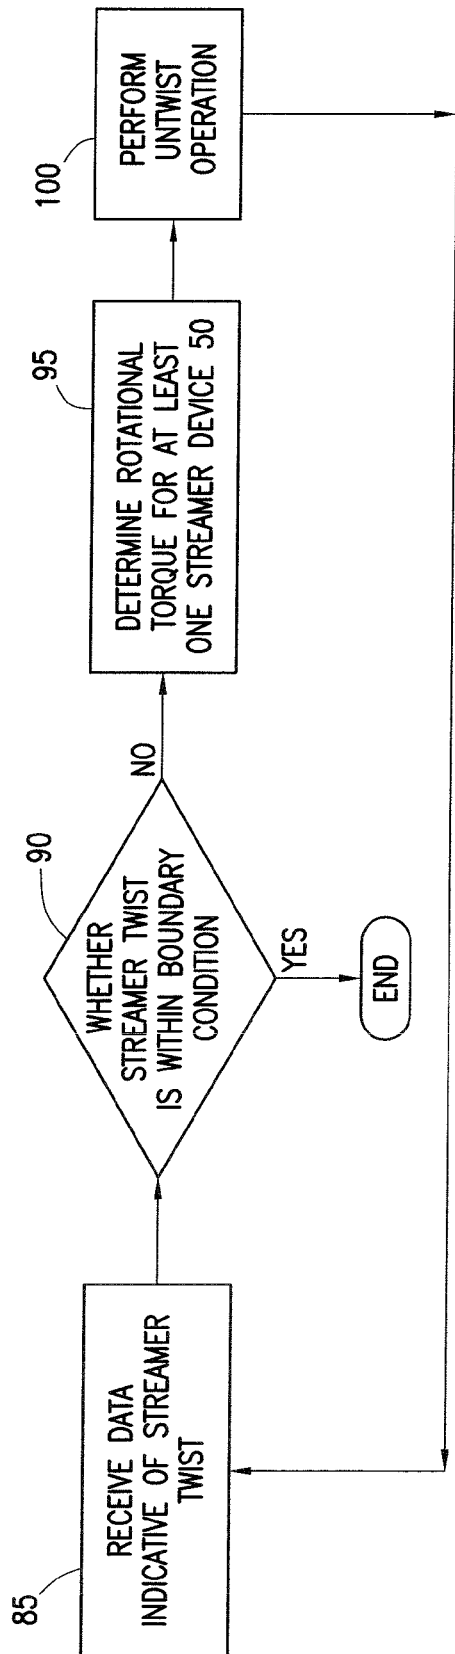 85
RECEIVE DATA
INDICATIVE OF STREAMER
TWIST
90
WHETHER
STREAMER TWIST
IS WITHIN BOUNDARY
CONDITION
NO
YES
END
95
DETERMINE ROTATIONAL
TORQUE FOR AT LEAST
ONE STREAMER DEVICE 50
100
PERFORM
UNTWIST
OPERATION